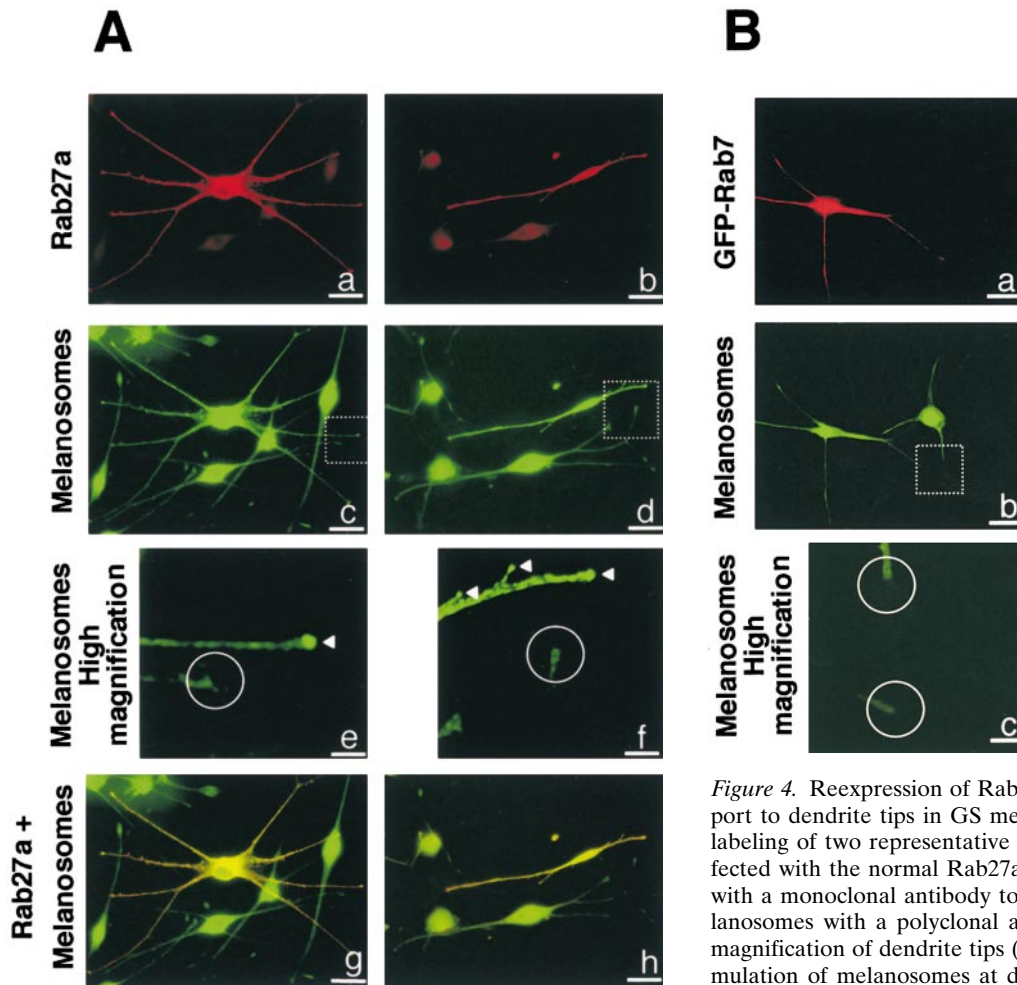 A
B
Rab27a
a
b
GFP-Rab7
a
Melanosomes
c
d
Melanosomes
b
Melanosomes
High
magnification
e
f
Melanosomes
High
magnification
c
Rab27a +
Melanosomes
g
h
Figure 4. Reexpression of Rab
port to dendrite tips in GS me
labeling of two representative
fected with the normal Rab27a
with a monoclonal antibody to
lanosomes with a polyclonal a
magnification of dendrite tips (
mulation of melanosomes at d